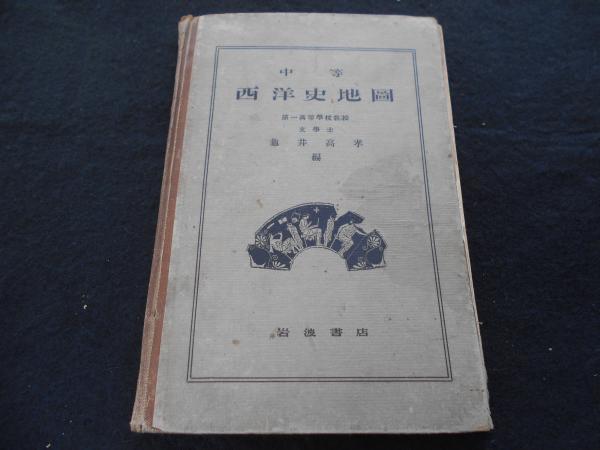 中等
西洋史地圖
第一高等學校教授
文學士
亀井高孝
編
岩波書店